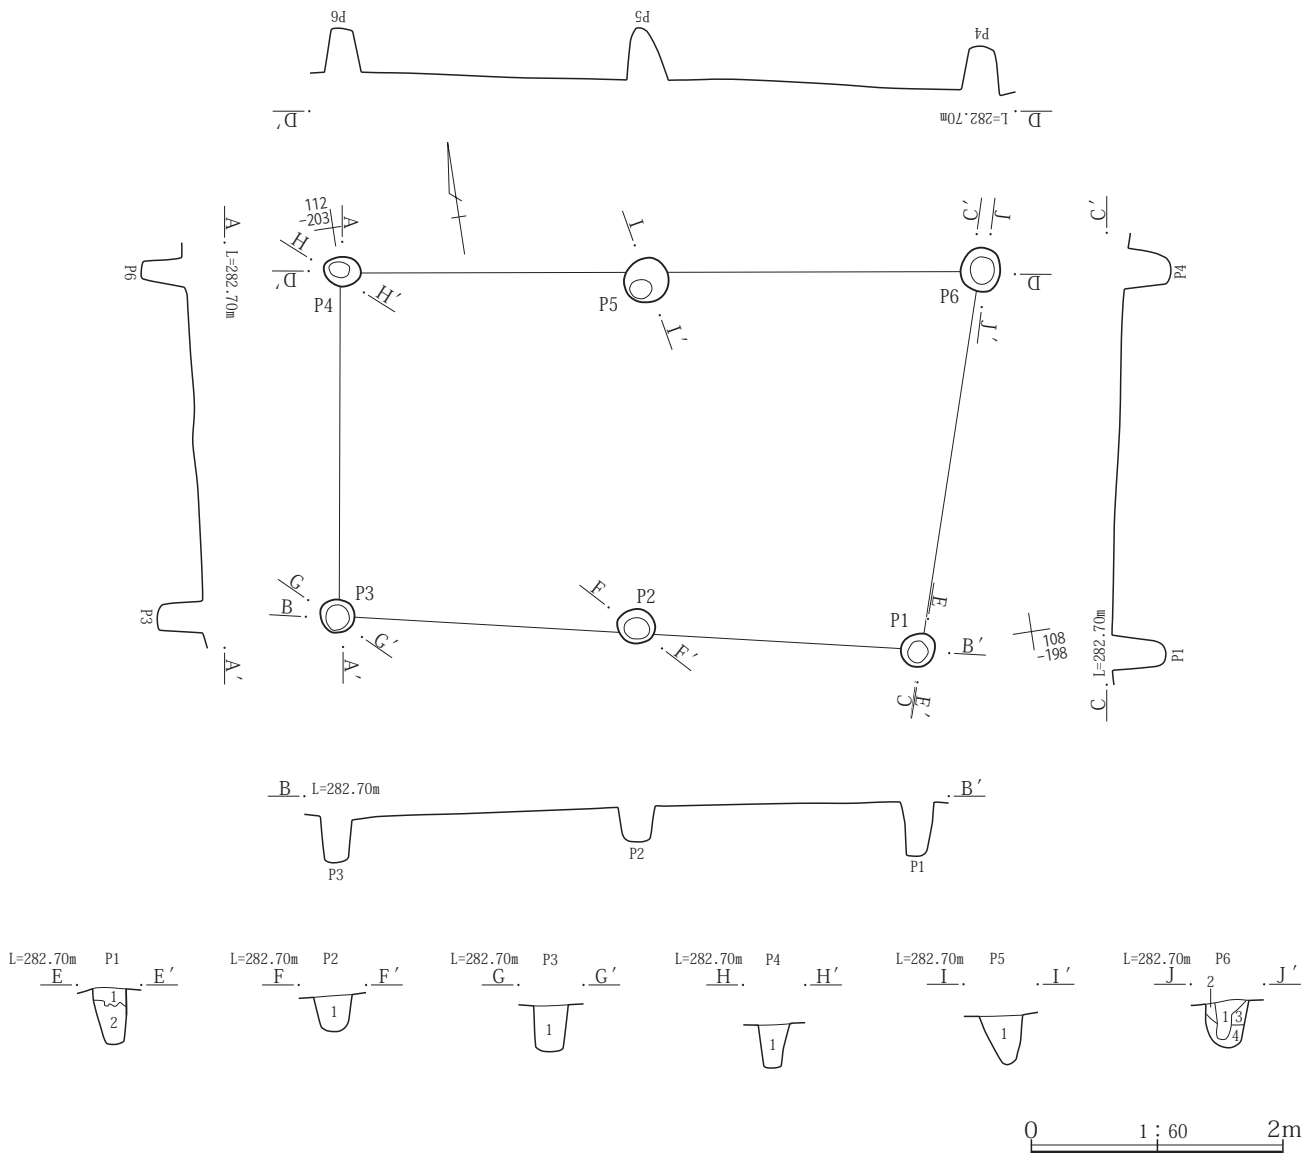 P6
P5
P4
D′
L=282.70m
D
A
L=282.70m
P6
P3
A′
112
-203
A
H
D′
P4
H′
I
P5
I′
C′
J
D
P6
J′
C′
P4
L=282.70m
P1
C
G
B
P3
G′
A′
F
P2
F′
E
P1
B′
C
E′
108
-198
B
L=282.70m
B′
P3
P2
P1
L=282.70m
P1
E
E′
1
2
L=282.70m
P2
F
F′
1
L=282.70m
P3
G
G′
1
L=282.70m
P4
H
H′
1
L=282.70m
P5
I
I′
1
L=282.70m
P6
J
J′
2
1
3
4
0
1 : 60
2m